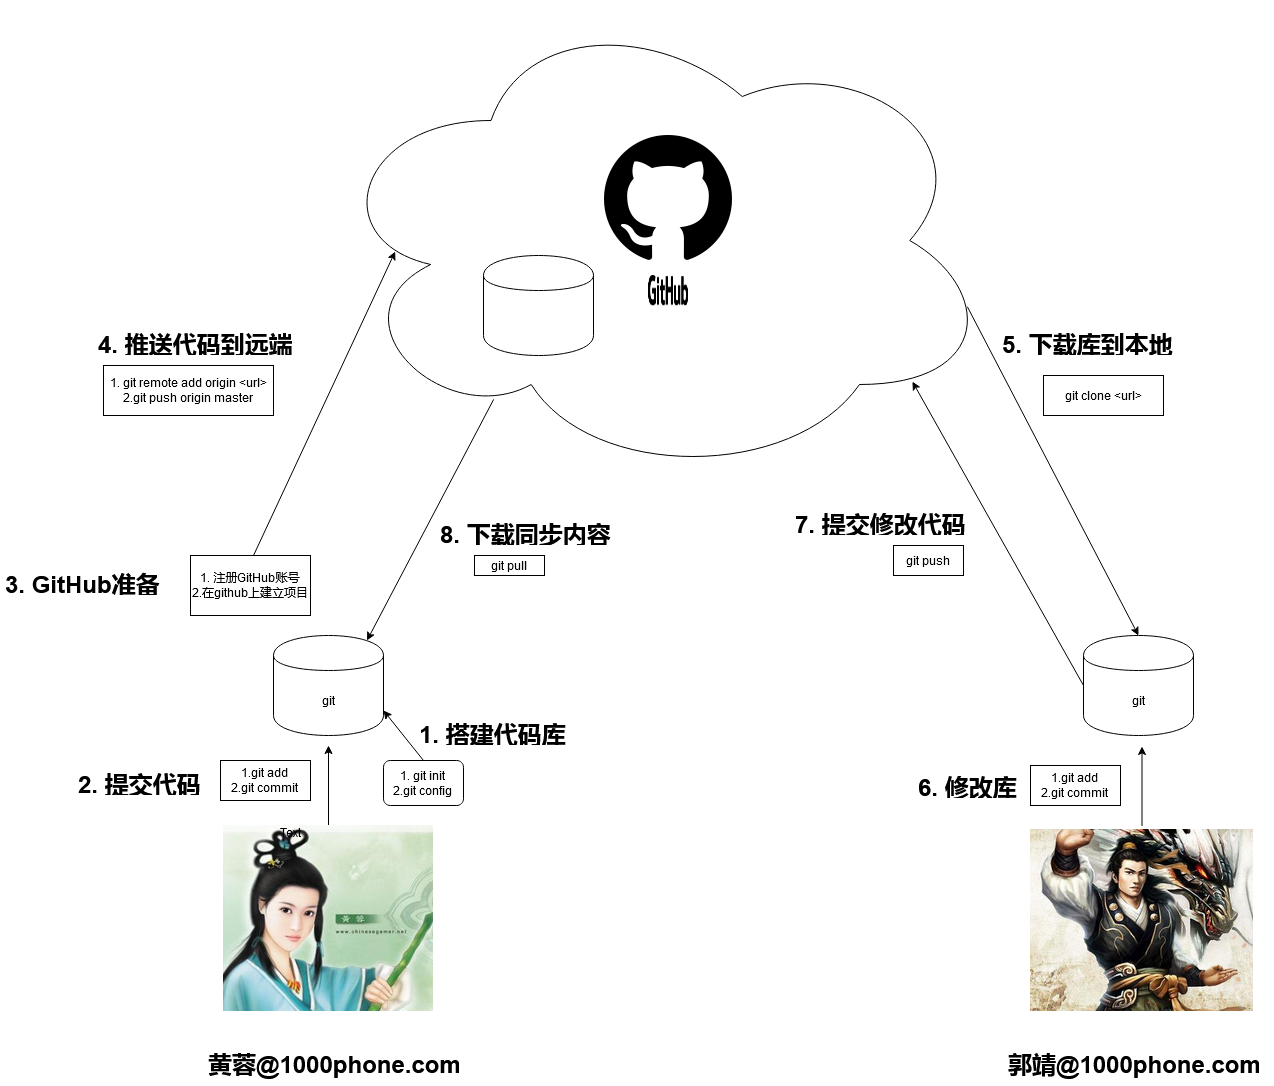 GitHub
4. 推送代码到远端
1. git remote add origin <url>
2.git push origin master
5. 下载库到本地
git clone <url>
8. 下载同步内容
git pull
7. 提交修改代码
git push
3. GitHub准备
1. 注册GitHub账号
2.在github上建立项目
git
git
1. 搭建代码库
1. git init
2.git config
2. 提交代码
1.git add
2.git commit
6. 修改库
1.git add
2.git commit
Text
黄蓉
www.chinesegamer.net
黄蓉@1000phone.com
郭靖@1000phone.com